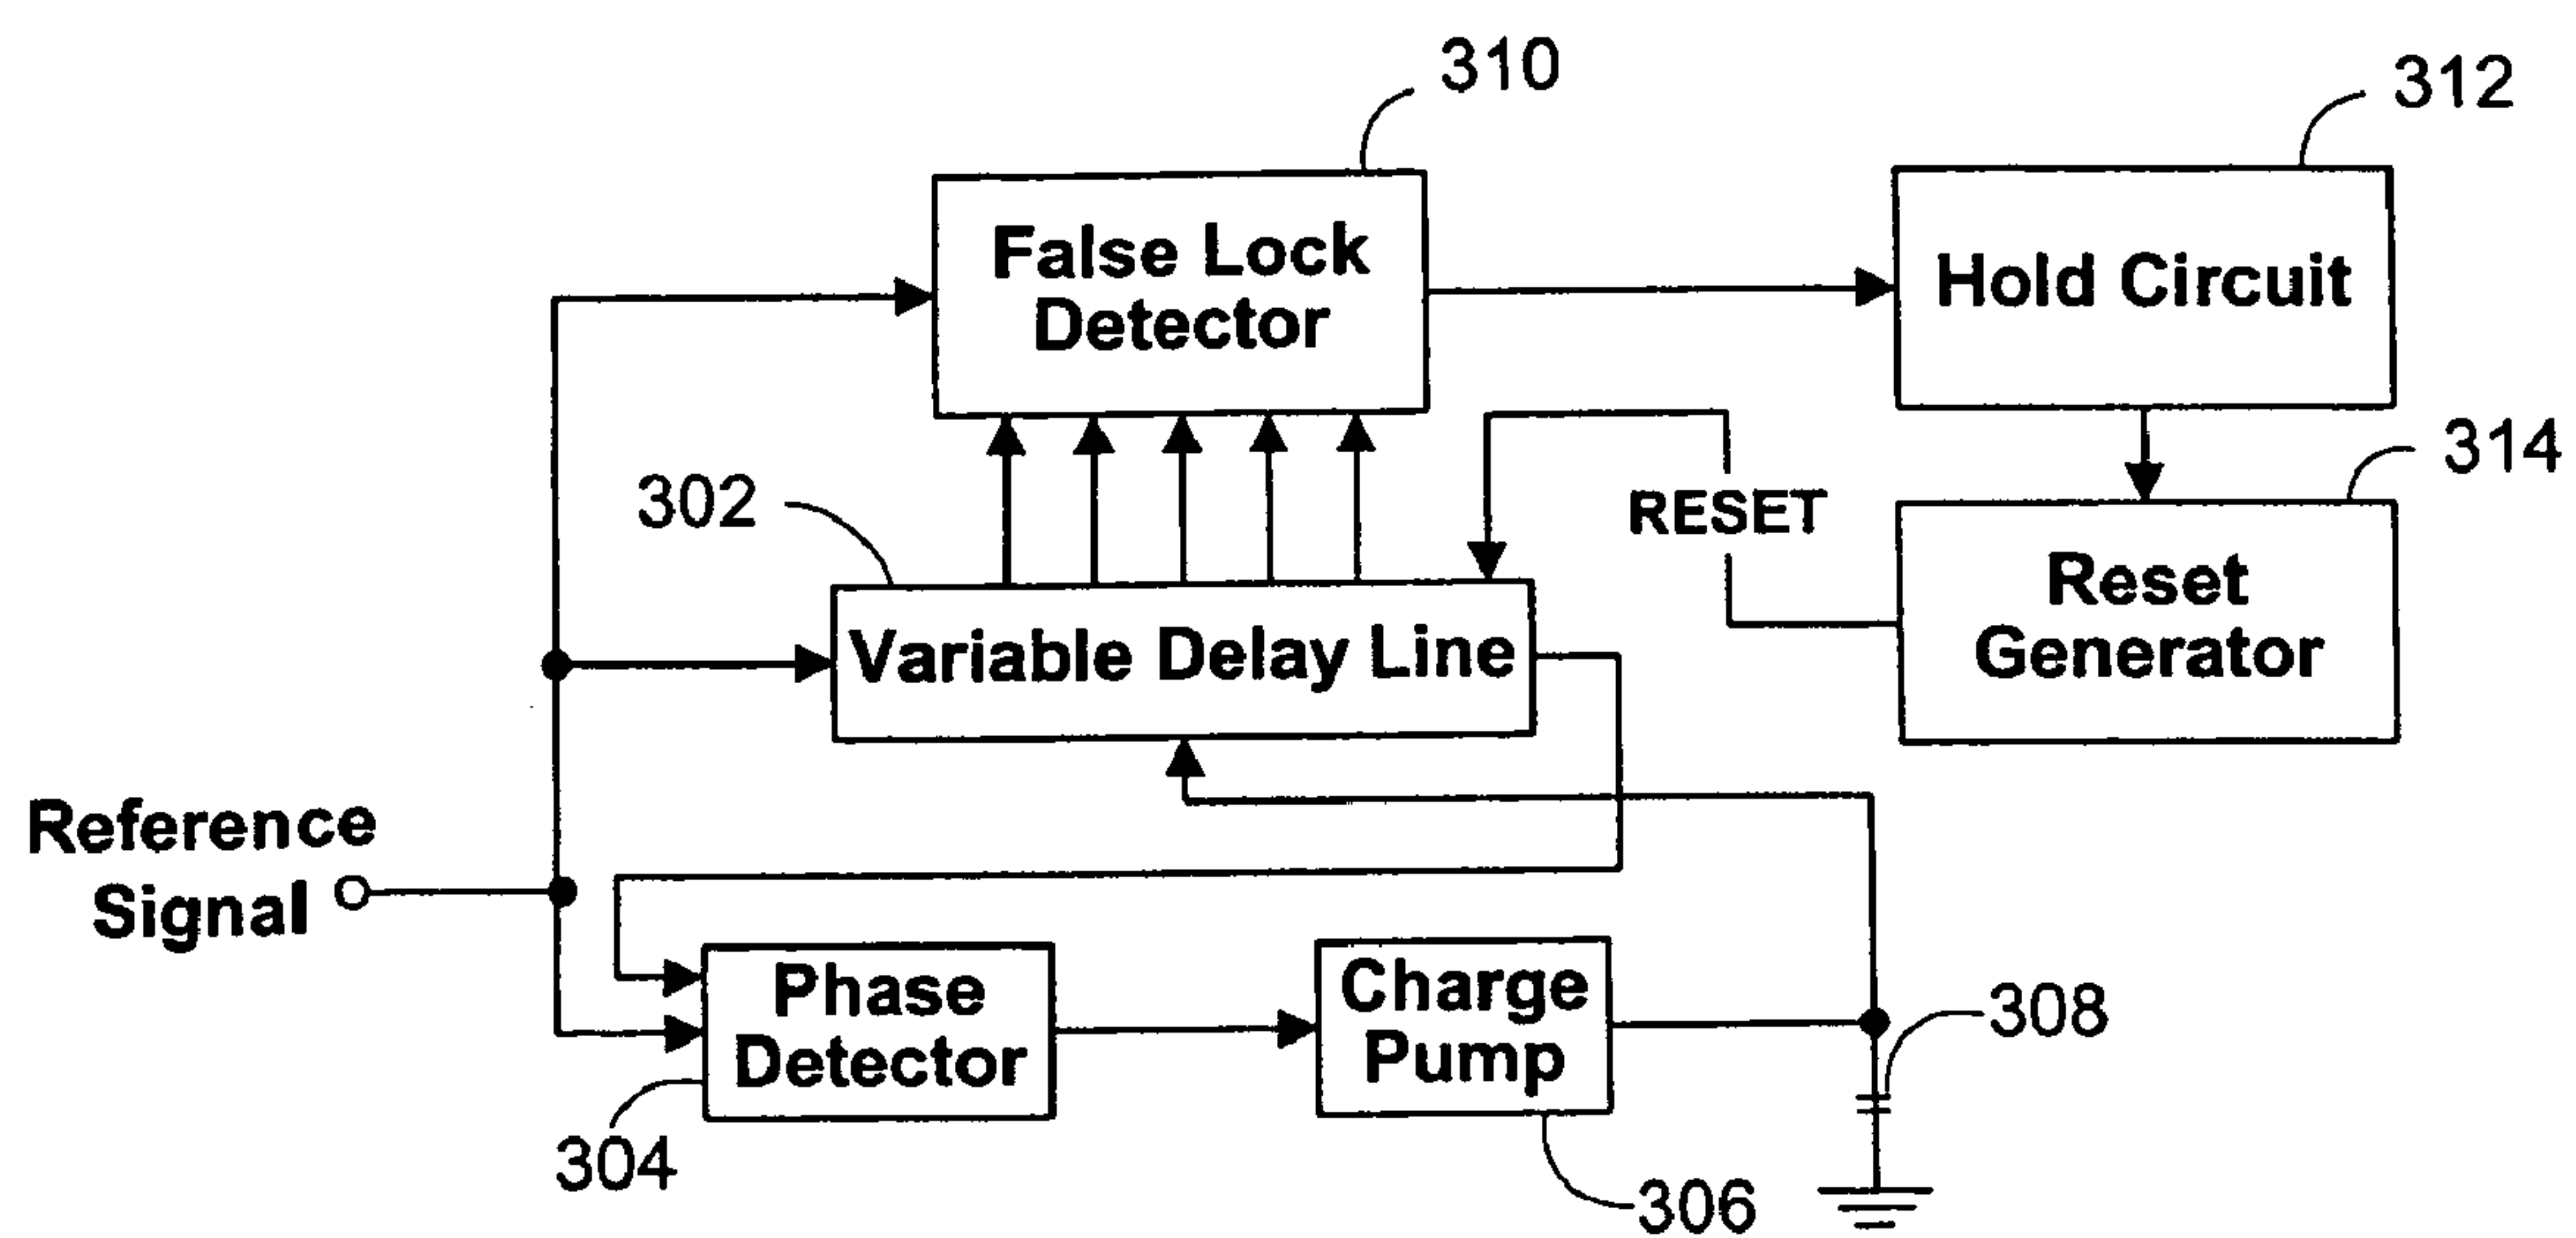 310
312
False Lock
Detector
Hold Circuit
314
302
RESET
Reset
Generator
Variable Delay Line
Reference
Signal
Phase
Detector
Charge
Pump
308
304
306